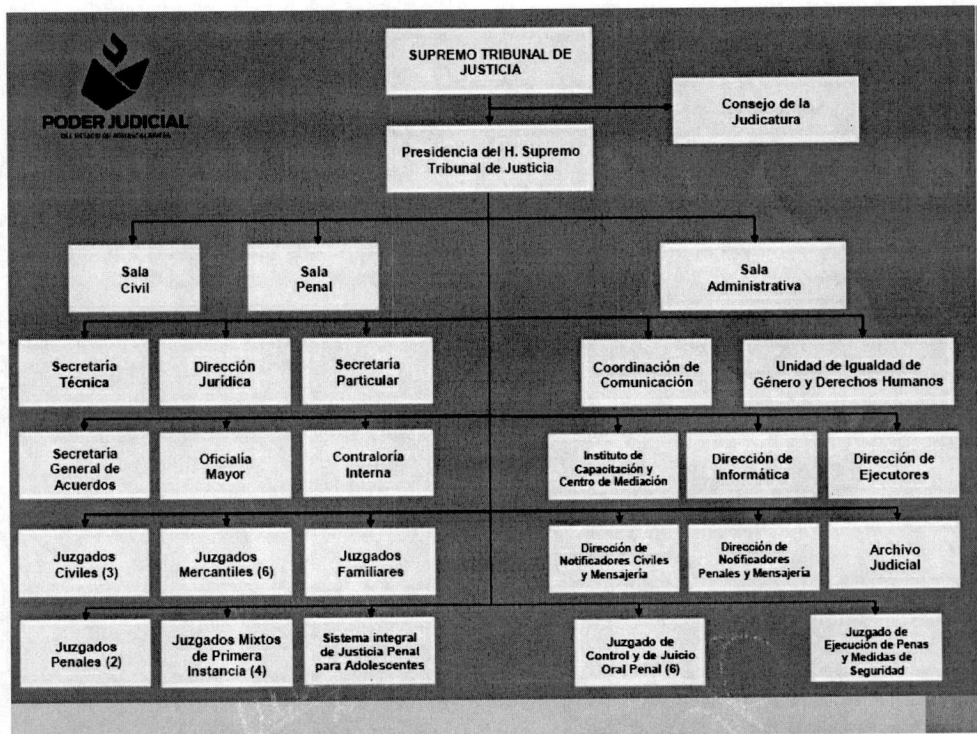 SUPREMO TRIBUNAL DE
JUSTICIA
Consejo de la
Judicatura
PODER JUDICIAL
DEL ESTADO DE AGUASCALIENTES
Presidencia del H. Supremo
Tribunal de Justicia
Sala
Civil
Sala
Penal
Sala
Administrativa
Secretaría
Técnica
Dirección
Jurídica
Secretaría
Particular
Coordinación de
Comunicación
Unidad de Igualdad de
Género y Derechos Humanos
Secretaría
General de
Acuerdos
Oficialía
Mayor
Contraloría
Interna
Instituto de
Capacitación y
Centro de Mediación
Dirección de
Informática
Dirección de
Ejecutores
Juzgados
Civiles (3)
Juzgados
Mercantiles (6)
Juzgados
Familiares
Dirección de
Notificadores Civiles y
Mensajería
Dirección de
Notificadores
Penales y Mensajería
Archivo
Judicial
Juzgados
Penales (2)
Juzgados Mixtos
de Primera
Instancia (4)
Sistema integral
de Justicia Penal
para Adolescentes
Juzgado de
Control y de Juicio
Oral Penal (6)
Juzgado de
Ejecución de Penas
y Medidas de
Seguridad